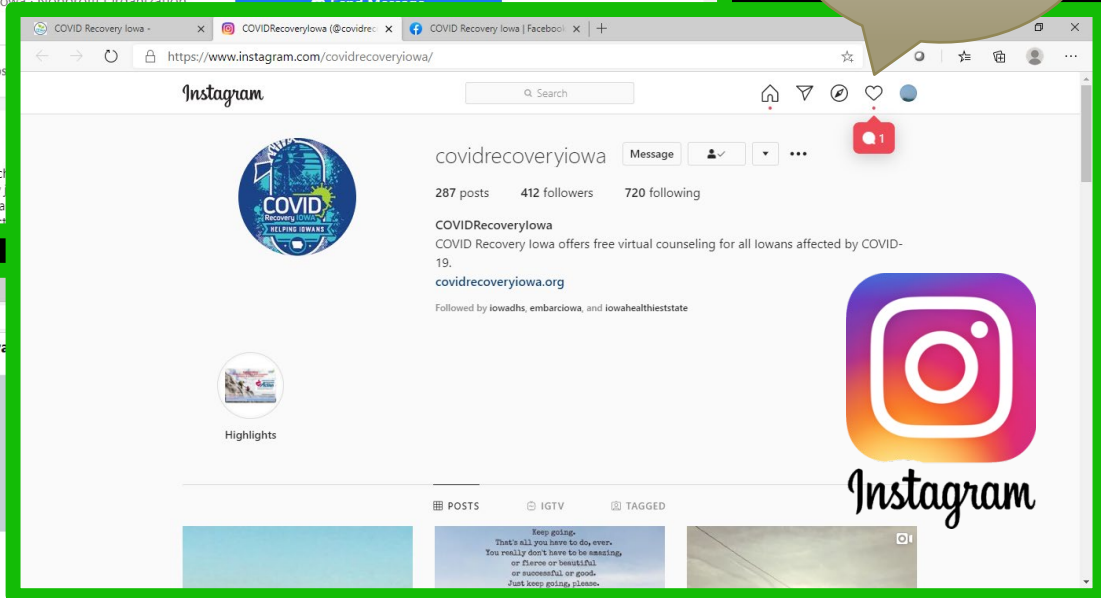 COVID Recovery Iowa -
COVIDRecoveryIowa (@covidrec
COVID Recovery Iowa | Facebook
https://www.instagram.com/covidrecoveryiowa/
Instagram
Search
1
covidrecoveryiowa
Message
287 posts 412 followers 720 following
COVIDRecoveryIowa
COVID Recovery Iowa offers free virtual counseling for all Iowans affected by COVID-
19.
covidrecoveryiowa.org
Followed by iowadhs, embarciowa, and iowahealthieststate
COVID
Recovery IOWA
HELPING IOWANS
Highlights
Instagram
POSTS IGTV TAGGED
Keep going.
That's all you have to do, ever.
You really don't have to be amazing,
or fierce or beautiful
or successful or good.
Just keep going, please.